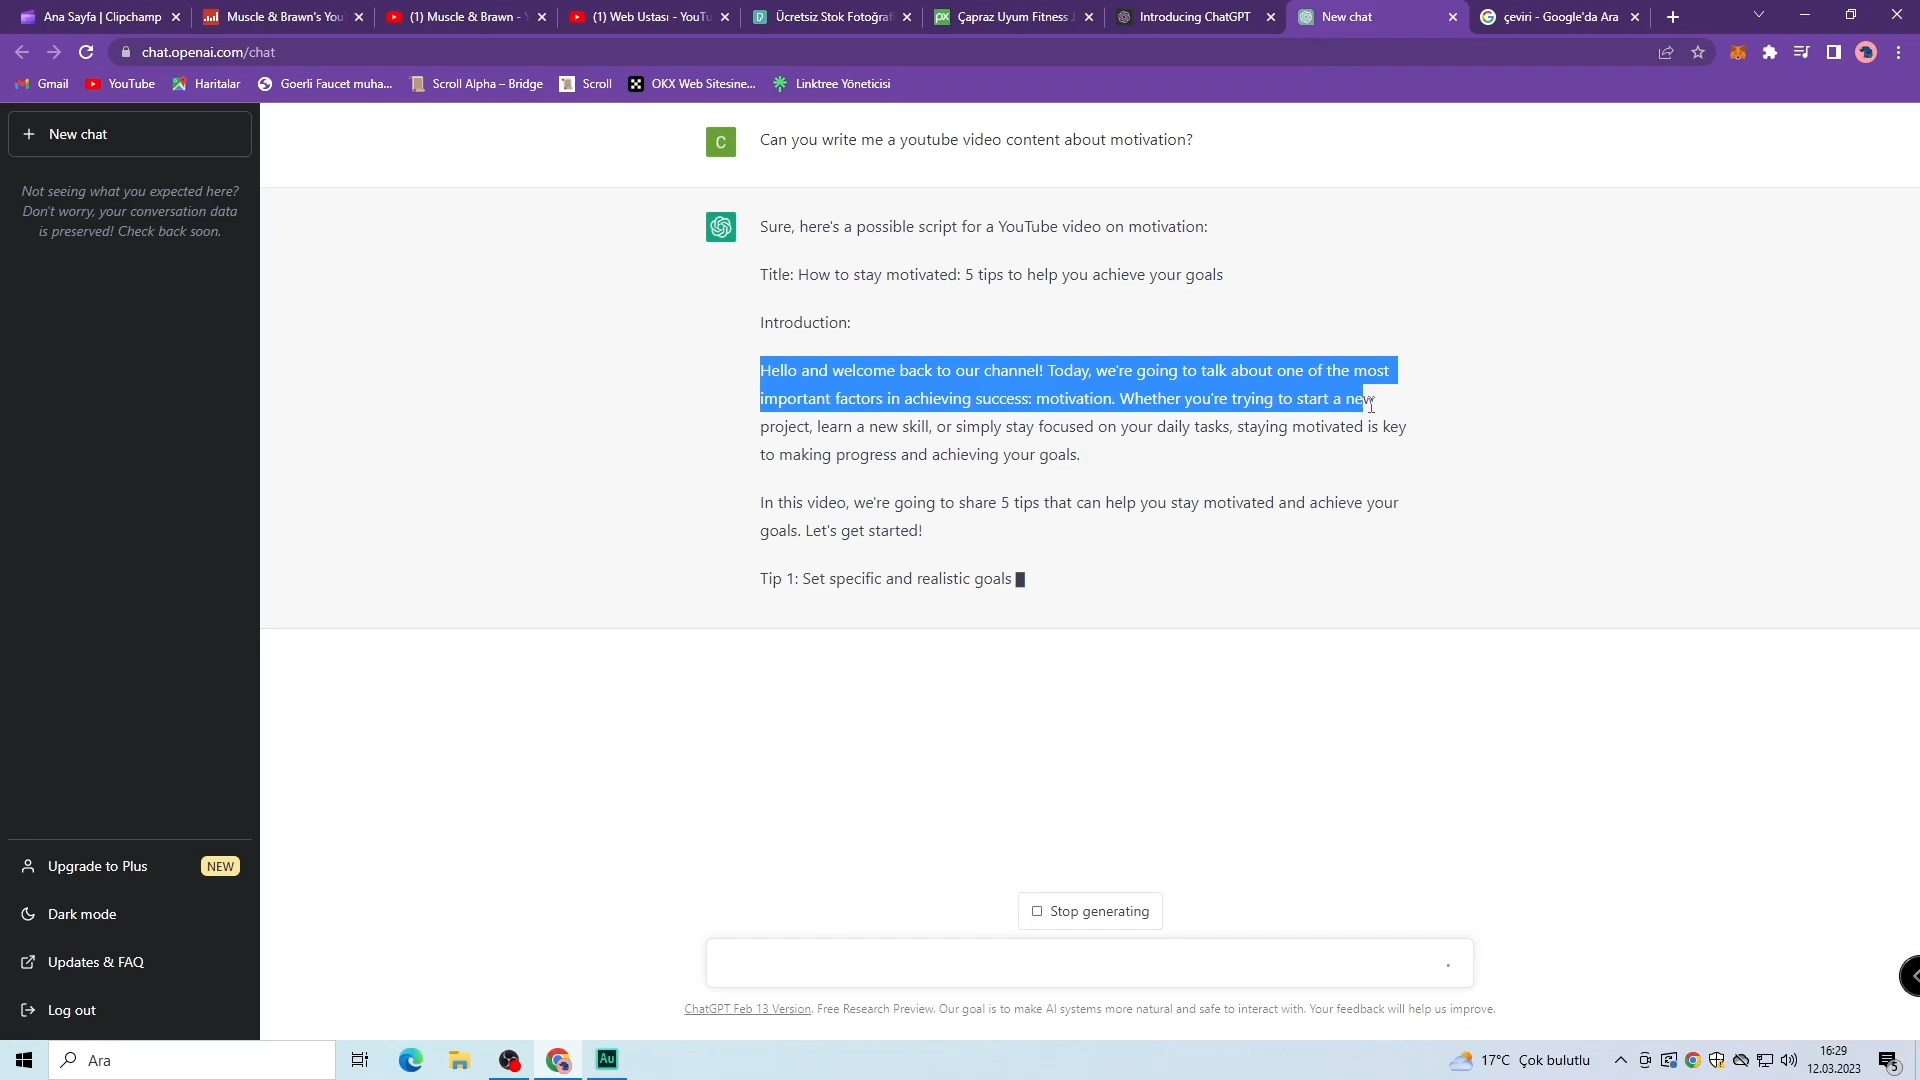 Ana Sayfa | Clipchamp
Muscle & Brawn's You
(1) Muscle & Brawn - Y
(1) Web Ustası - YouTu
Ücretsiz Stok Fotoğraf
Çapraz Uyum Fitness
Introducing ChatGPT
New chat
çeviri - Google'da Ara
chat.openai.com/chat
Gmail
YouTube
Haritalar
Goerli Faucet muha...
Scroll Alpha – Bridge
Scroll
OKX Web Sitesine...
Linktree Yöneticisi
New chat
Not seeing what you expected here?
Don't worry, your conversation data
is preserved! Check back soon.
C
Can you write me a youtube video content about motivation?
Sure, here's a possible script for a YouTube video on motivation:
Title: How to stay motivated: 5 tips to help you achieve your goals
Introduction:
Hello and welcome back to our channel! Today, we're going to talk about one of the most
important factors in achieving success: motivation. Whether you're trying to start a new
project, learn a new skill, or simply stay focused on your daily tasks, staying motivated is key
to making progress and achieving your goals.
In this video, we're going to share 5 tips that can help you stay motivated and achieve your
goals. Let's get started!
Tip 1: Set specific and realistic goals
Upgrade to Plus
NEW
Dark mode
Updates & FAQ
Log out
Stop generating
ChatGPT Feb 13 Version. Free Research Preview. Our goal is to make AI systems more natural and safe to interact with. Your feedback will help us improve.
Ara
Au
17°C Çok bulutlu
16:29
12.03.2023
5